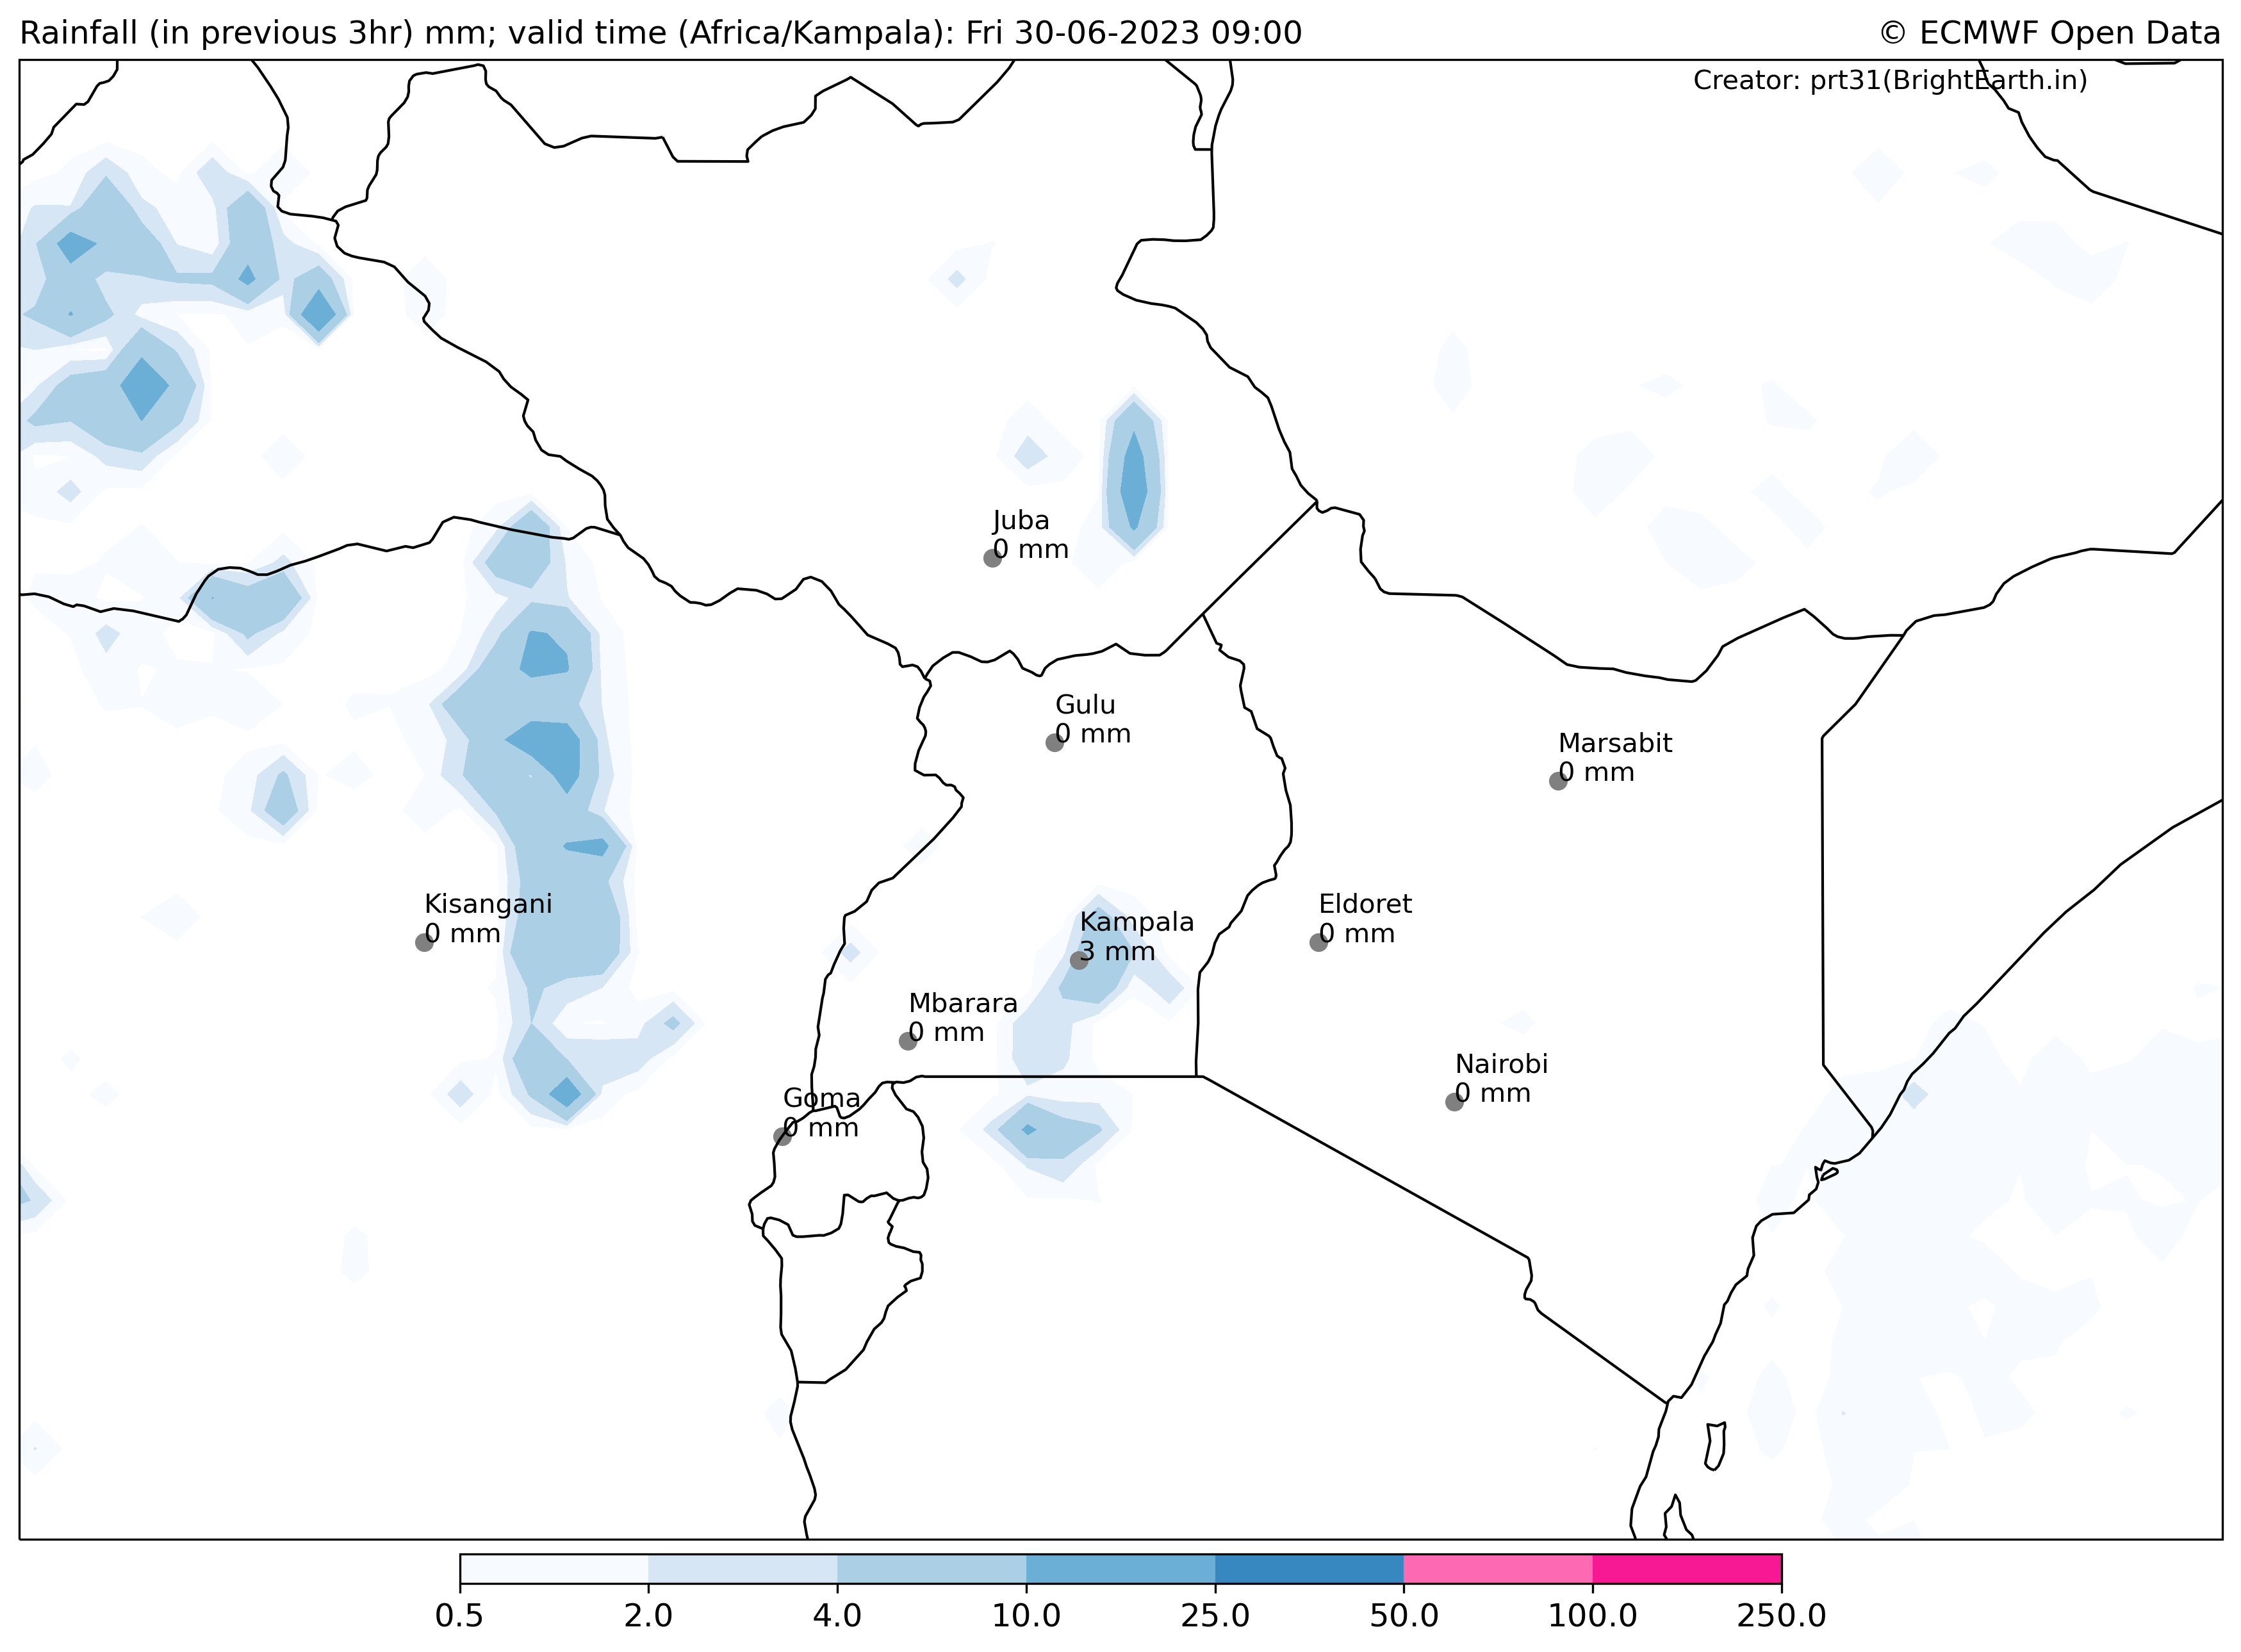 Rainfall (in previous 3hr) mm; valid time (Africa/Kampala): Fri 30-06-2023 09:00
© ECMWF Open Data
Creator: prt31(BrightEarth.in)
Juba
0 mm
Gulu
0 mm
Marsabit
0 mm
Kisangani
0 mm
Kampala
3 mm
Eldoret
0 mm
Mbarara
0 mm
Nairobi
0 mm
Goma
0 mm
0.5 2.0 4.0 10.0 25.0 50.0 100.0 250.0